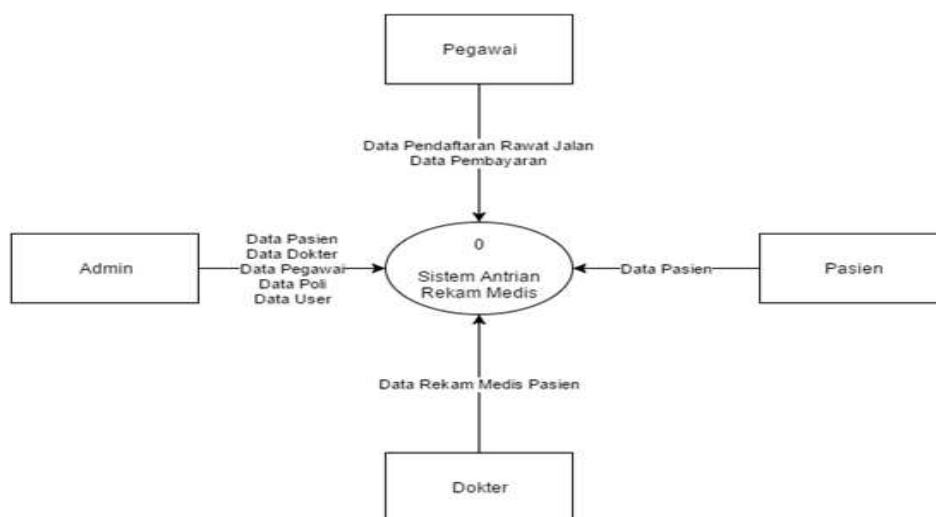 Pegawai
Data Pendaftaran Rawat Jalan
Data Pembayaran
Admin
Data Pasien
Data Dokter
Data Pegawai
Data Poli
Data User
0
Sistem Antrian
Rekam Medis
Data Pasien
Pasien
Data Rekam Medis Pasien
Dokter